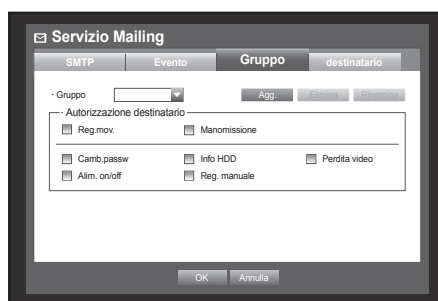 Servizio Mailing
SMTP Evento Gruppo destinatario
· Gruppo Agg. Elimina Rinomina
· Autorizzazione destinatario
Reg.mov. Manomissione
Camb.passw Info HDD Perdita video
Alim. on/off Reg. manuale
OK Annulla